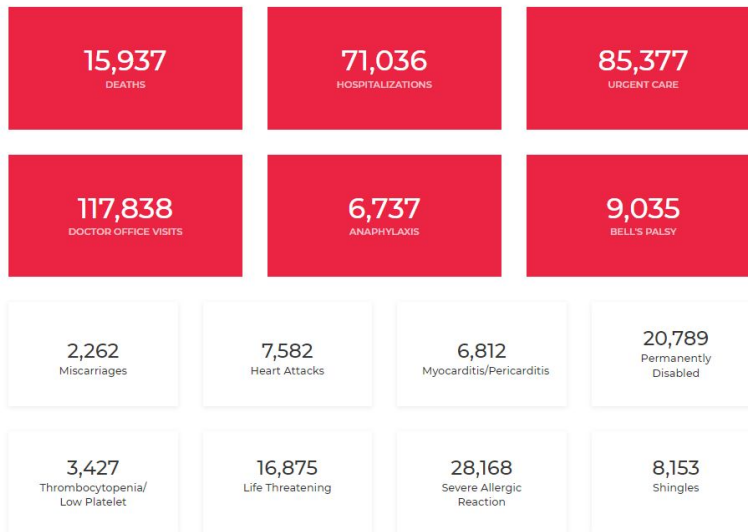 15,937
DEATHS
71,036
HOSPITALIZATIONS
85,377
URGENT CARE
117,838
DOCTOR OFFICE VISITS
6,737
ANAPHYLAXIS
9,035
BELL'S PALSY
2,262
Miscarriages
7,582
Heart Attacks
6,812
Myocarditis/Pericarditis
20,789
Permanently
Disabled
3,427
Thrombocytopenia/
Low Platelet
16,875
Life Threatening
28,168
Severe Allergic
Reaction
8,153
Shingles